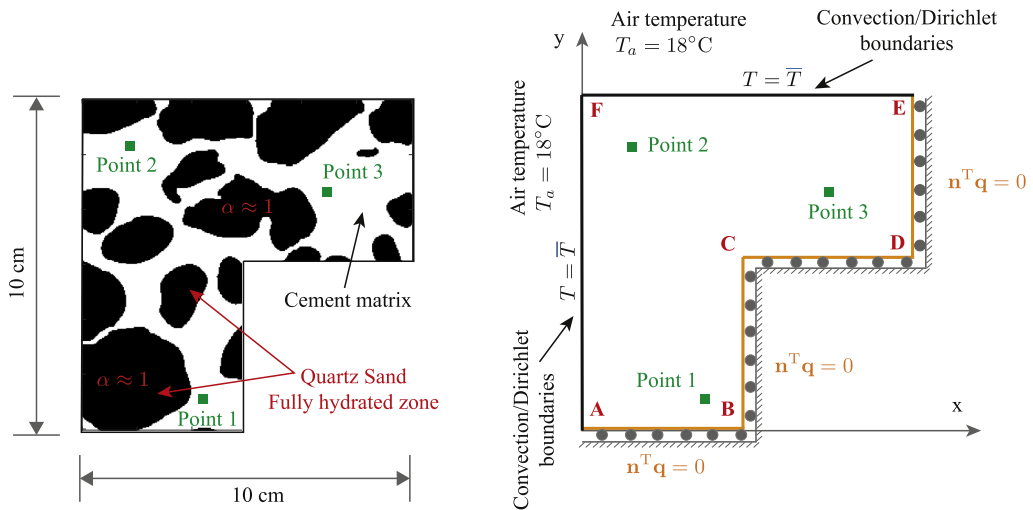 10 cm
Point 2
Point 3
α ≈ 1
Cement matrix
α ≈ 1
Quartz Sand
Fully hydrated zone
Point 1
10 cm
Air temperature
Tₐ = 18°C
Convection/Dirichlet
boundaries
y
T = T̅
F
E
Point 2
Air temperature
Tₐ = 18°C
nᵀq = 0
Point 3
C
D
T = T̅
Convection/Dirichlet
boundaries
nᵀq = 0
Point 1
A
B
x
nᵀq = 0